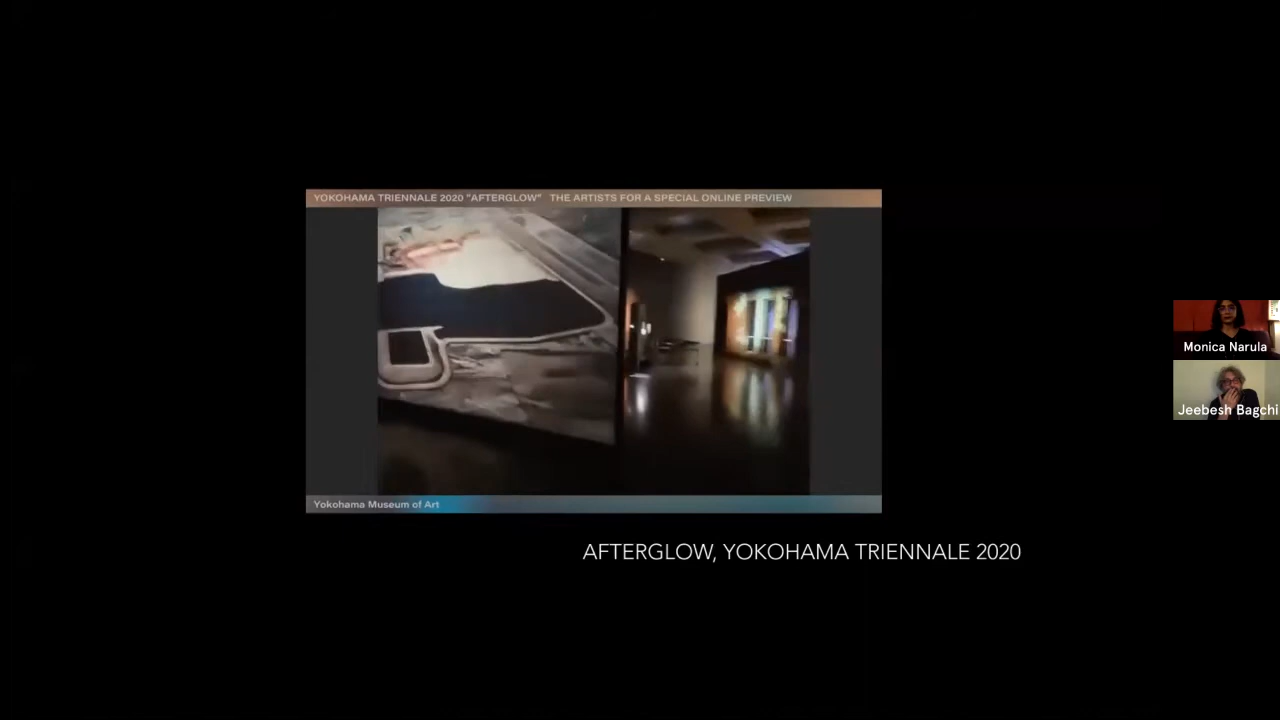 YOKOHAMA TRIENNALE 2020 "AFTERGLOW" THE ARTISTS FOR A SPECIAL ONLINE PREVIEW
Monica Narula
Jeebesh Bagchi
Yokohama Museum of Art
AFTERGLOW, YOKOHAMA TRIENNALE 2020